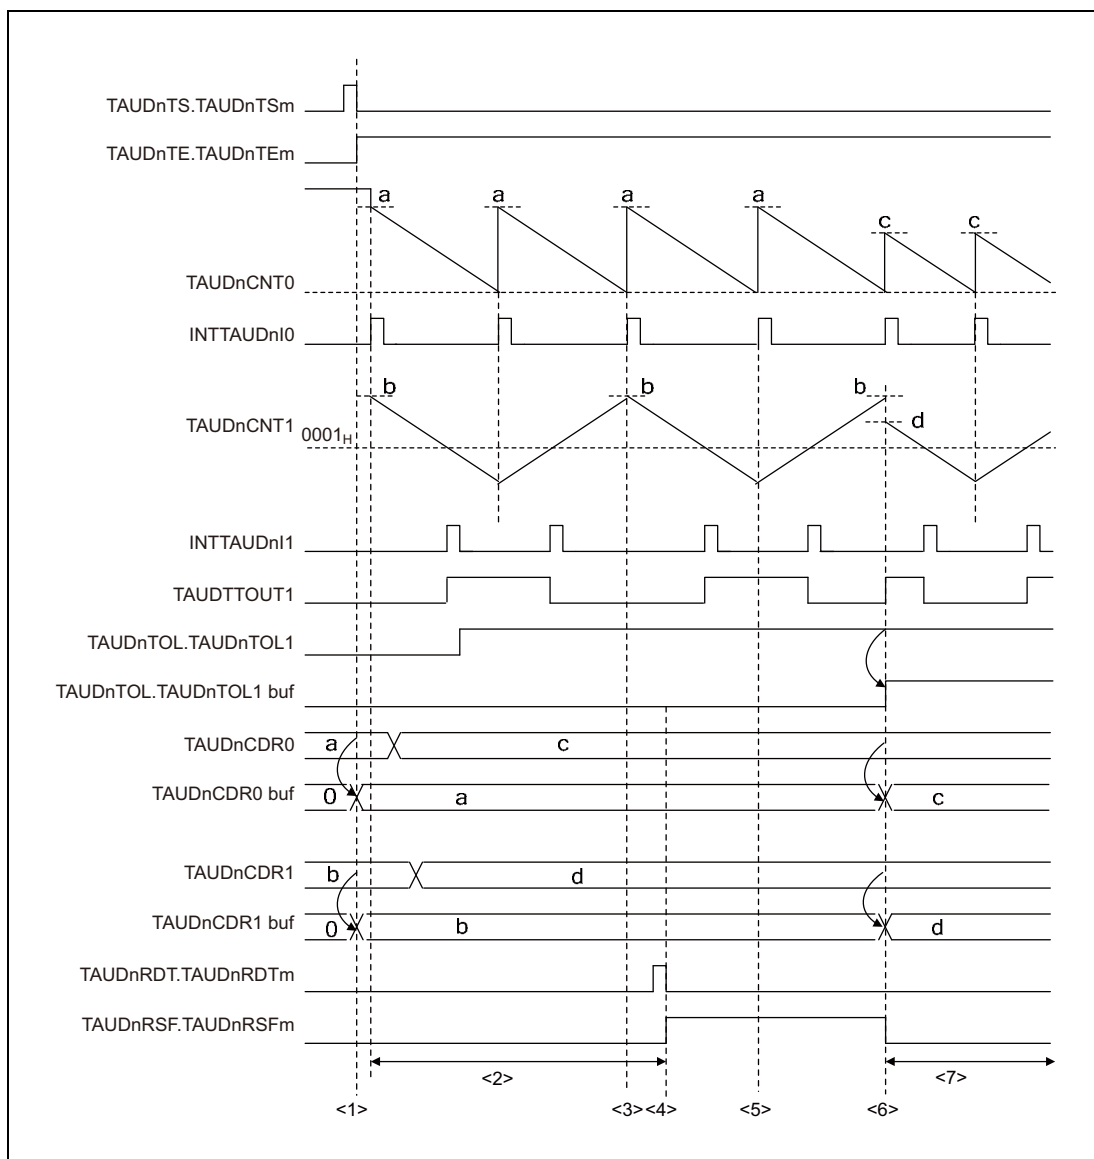 TAUDnTS.TAUDnTSm
TAUDnTE.TAUDnTEm
a a a a c c
TAUDnCNT0
INTTAUDnI0
b b b
TAUDnCNT1
0001H
d
INTTAUDnI1
TAUDTTOUT1
TAUDnTOL.TAUDnTOL1
TAUDnTOL.TAUDnTOL1 buf
TAUDnCDR0 a c
TAUDnCDR0 buf 0 a c
TAUDnCDR1 b d
TAUDnCDR1 buf 0 b d
TAUDnRDT.TAUDnRDTm
TAUDnRSF.TAUDnRSFm
<2> <7>
<1> <3> <4> <5> <6>